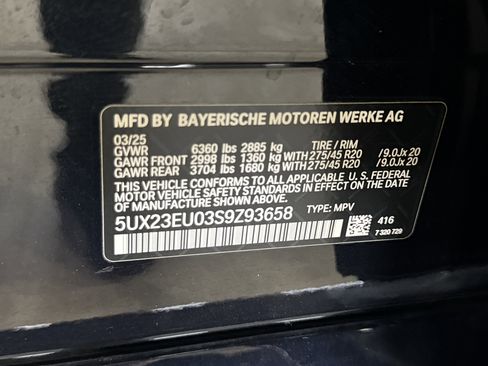 MFD BY BAYERISCHE MOTOREN WERKE AG
03/25
GVWR 6360 lbs 2885 kg TIRE / RIM
GAWR FRONT 2998 lbs 1360 kg WITH 275/45 R20 /9.0Jx 20
GAWR REAR 3704 lbs 1680 kg WITH 275/45 R20 /9.0Jx 20
THIS VEHICLE CONFORMS TO ALL APPLICABLE U. S. FEDERAL
MOTOR VEHICLE SAFETY STANDARDS IN EFFECT ON THE DATE
OF MANUFACTURE SHOWN ABOVE.
5UX23EU03S9Z93658 TYPE: MPV
416
7 320 729